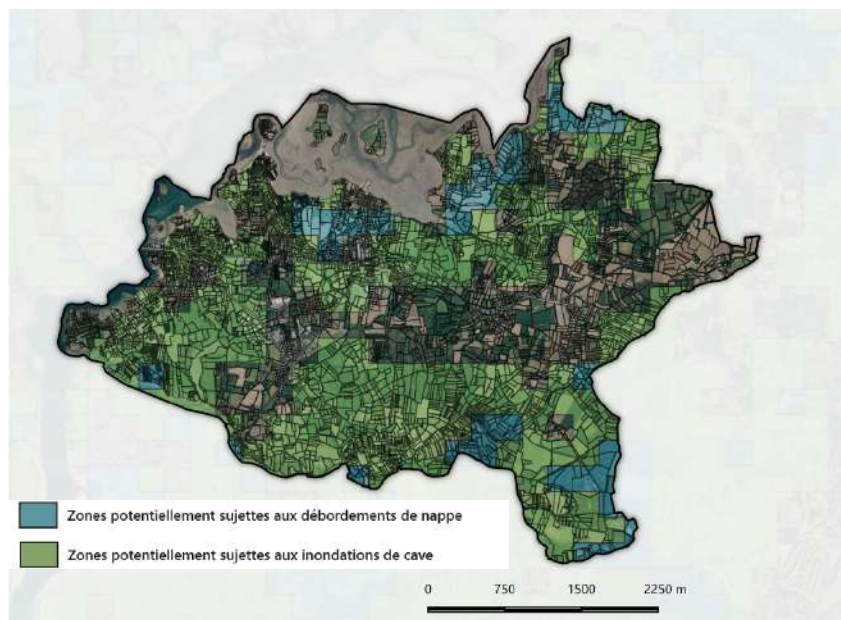 Zones potentiellement sujettes aux débordements de nappe
Zones potentiellement sujettes aux inondations de cave
0 750 1500 2250 m